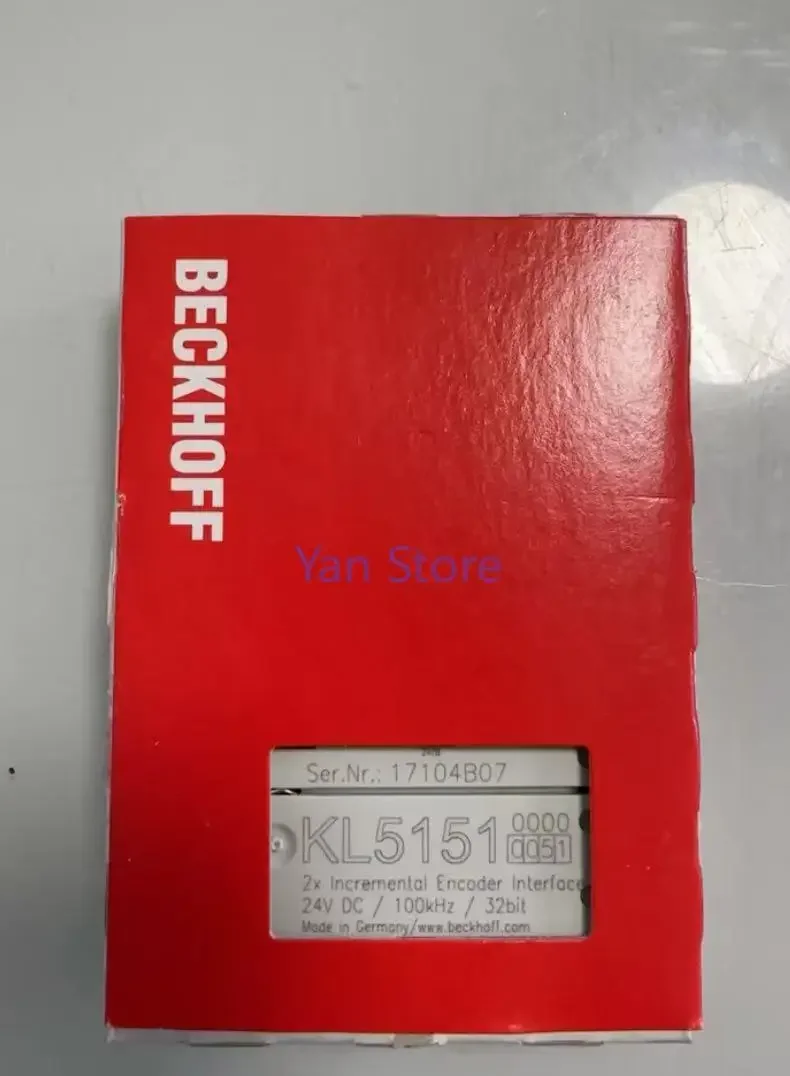 BECKHOFF
Yan Store
Ser.Nr.: 17104B07
KL5151 0000
0051
2x Incremental Encoder Interface
24V DC / 100kHz / 32bit
Made in Germany/www.beckhoff.com